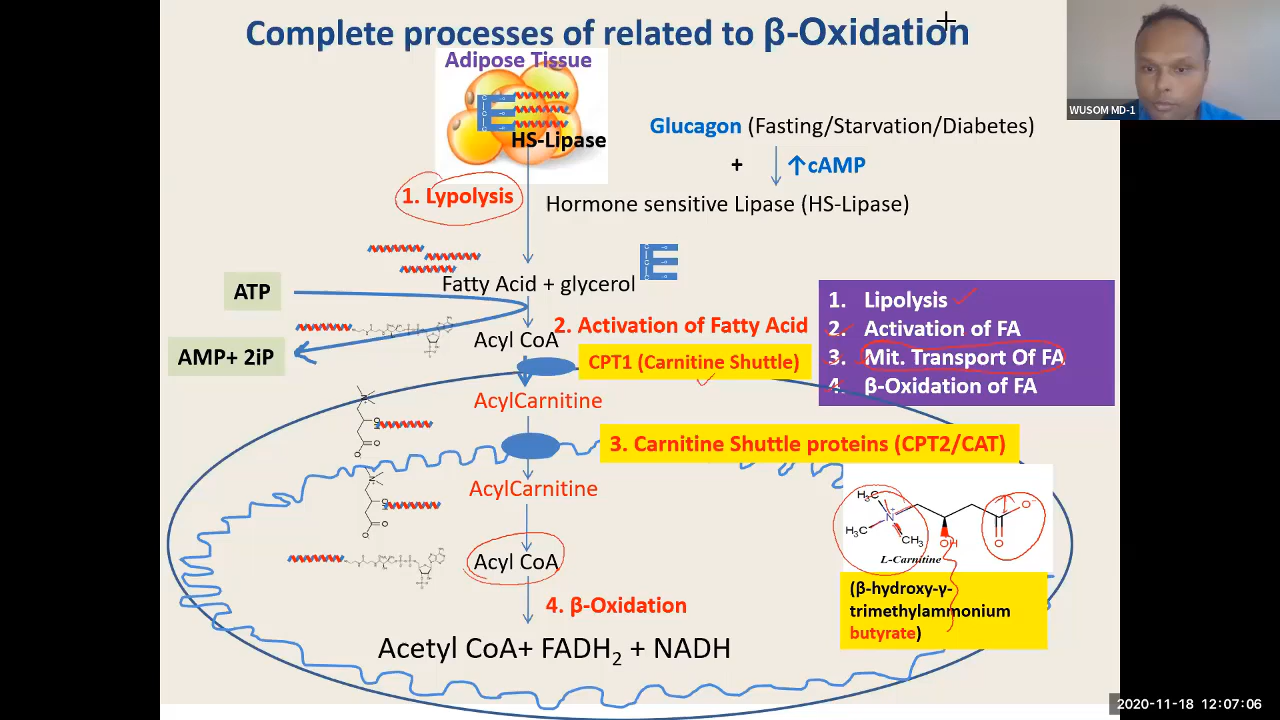 Complete processes of related to β-Oxidation
Adipose Tissue
HS-Lipase
WUSOM MD-1
Glucagon (Fasting/Starvation/Diabetes)
+ ↑cAMP
1. Lypolysis
Hormone sensitive Lipase (HS-Lipase)
Fatty Acid + glycerol
ATP
AMP+ 2iP
Acyl CoA
2. Activation of Fatty Acid
CPT1 (Carnitine Shuttle)
1. Lipolysis
2. Activation of FA
3. Mit. Transport Of FA
4. β-Oxidation of FA
AcylCarnitine
3. Carnitine Shuttle proteins (CPT2/CAT)
AcylCarnitine
H₃C
N⁺
H₃C
CH₃
OH
O⁻
O
L-Carnitine
(β-hydroxy-γ-
trimethylammonium
butyrate)
Acyl CoA
4. β-Oxidation
Acetyl CoA+ FADH₂ + NADH
2020-11-18 12:07:06